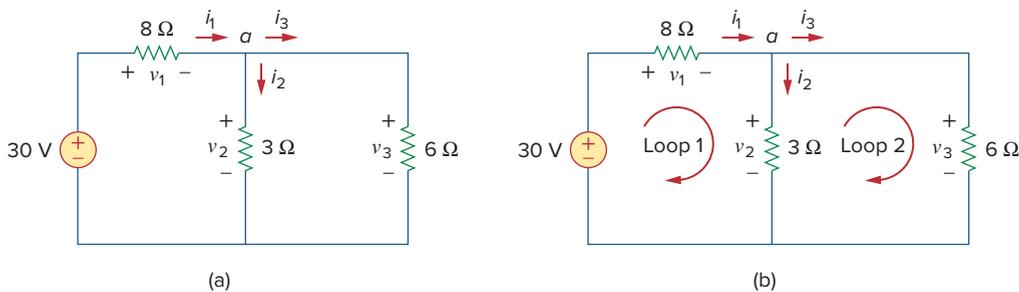 8 Ω i1 a i3
+ v1 −
i2
30 V + −
+ v2 − 3 Ω
+ v3 − 6 Ω
(a)
8 Ω i1 a i3
+ v1 −
i2
30 V + −
Loop 1
+ v2 − 3 Ω
Loop 2
+ v3 − 6 Ω
(b)